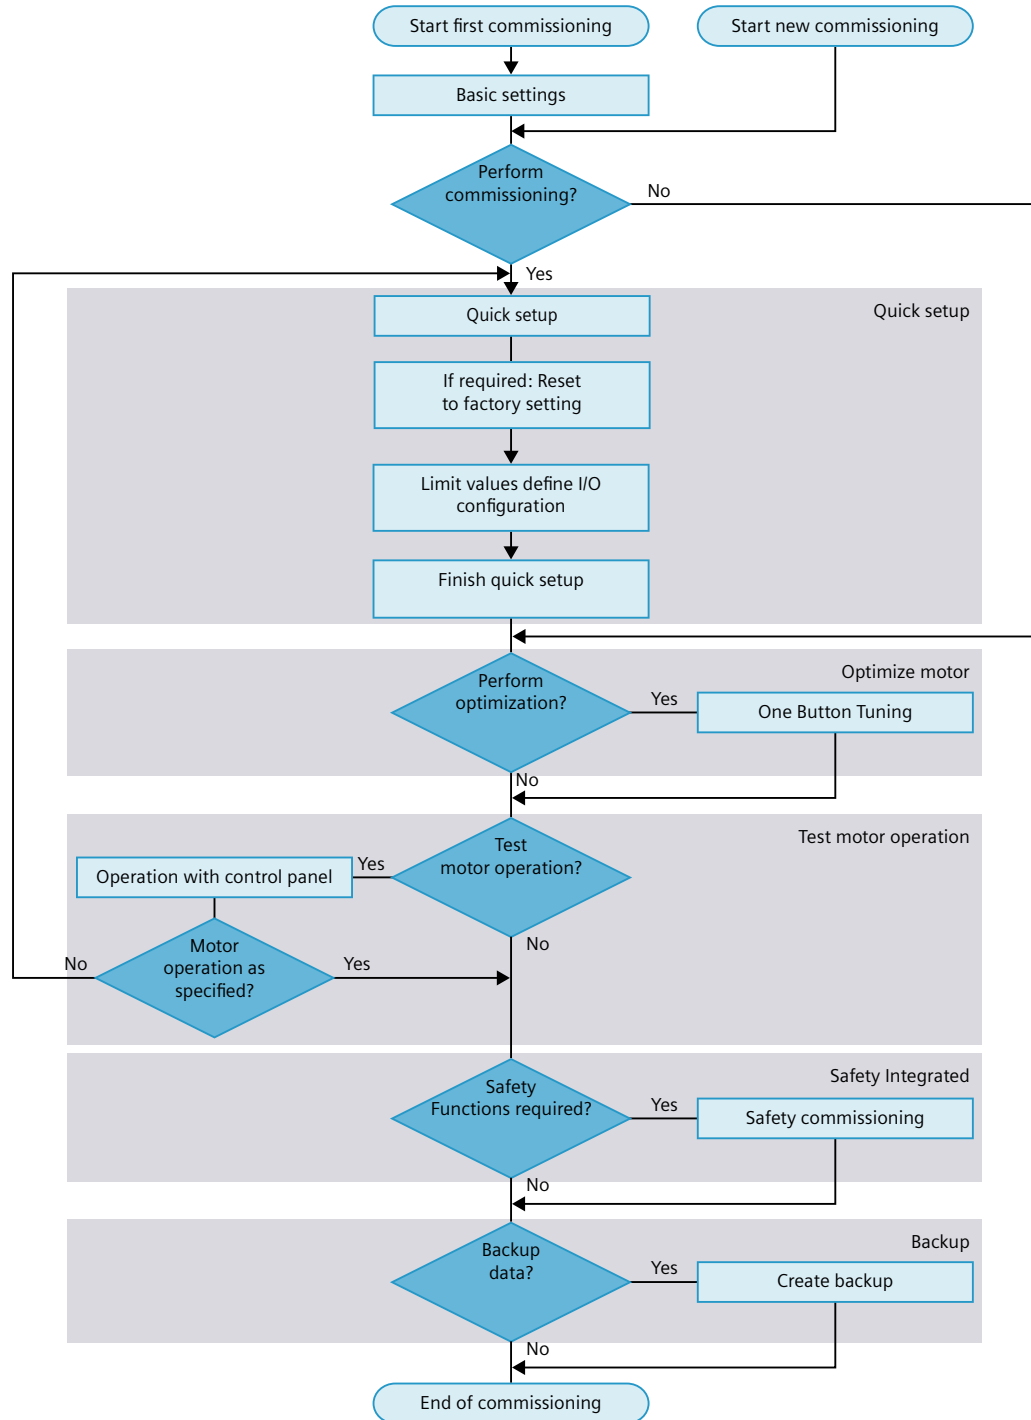 Start first commissioning
Start new commissioning
Basic settings
Perform
commissioning?
No
Yes
Quick setup
Quick setup
If required: Reset
to factory setting
Limit values define I/O
configuration
Finish quick setup
Optimize motor
Perform
optimization?
Yes
One Button Tuning
No
Test motor operation
Test
motor operation?
Yes
Operation with control panel
No
Motor
operation as
specified?
No
Yes
Safety Integrated
Safety
Functions required?
Yes
Safety commissioning
No
Backup
Backup
data?
Yes
Create backup
No
End of commissioning